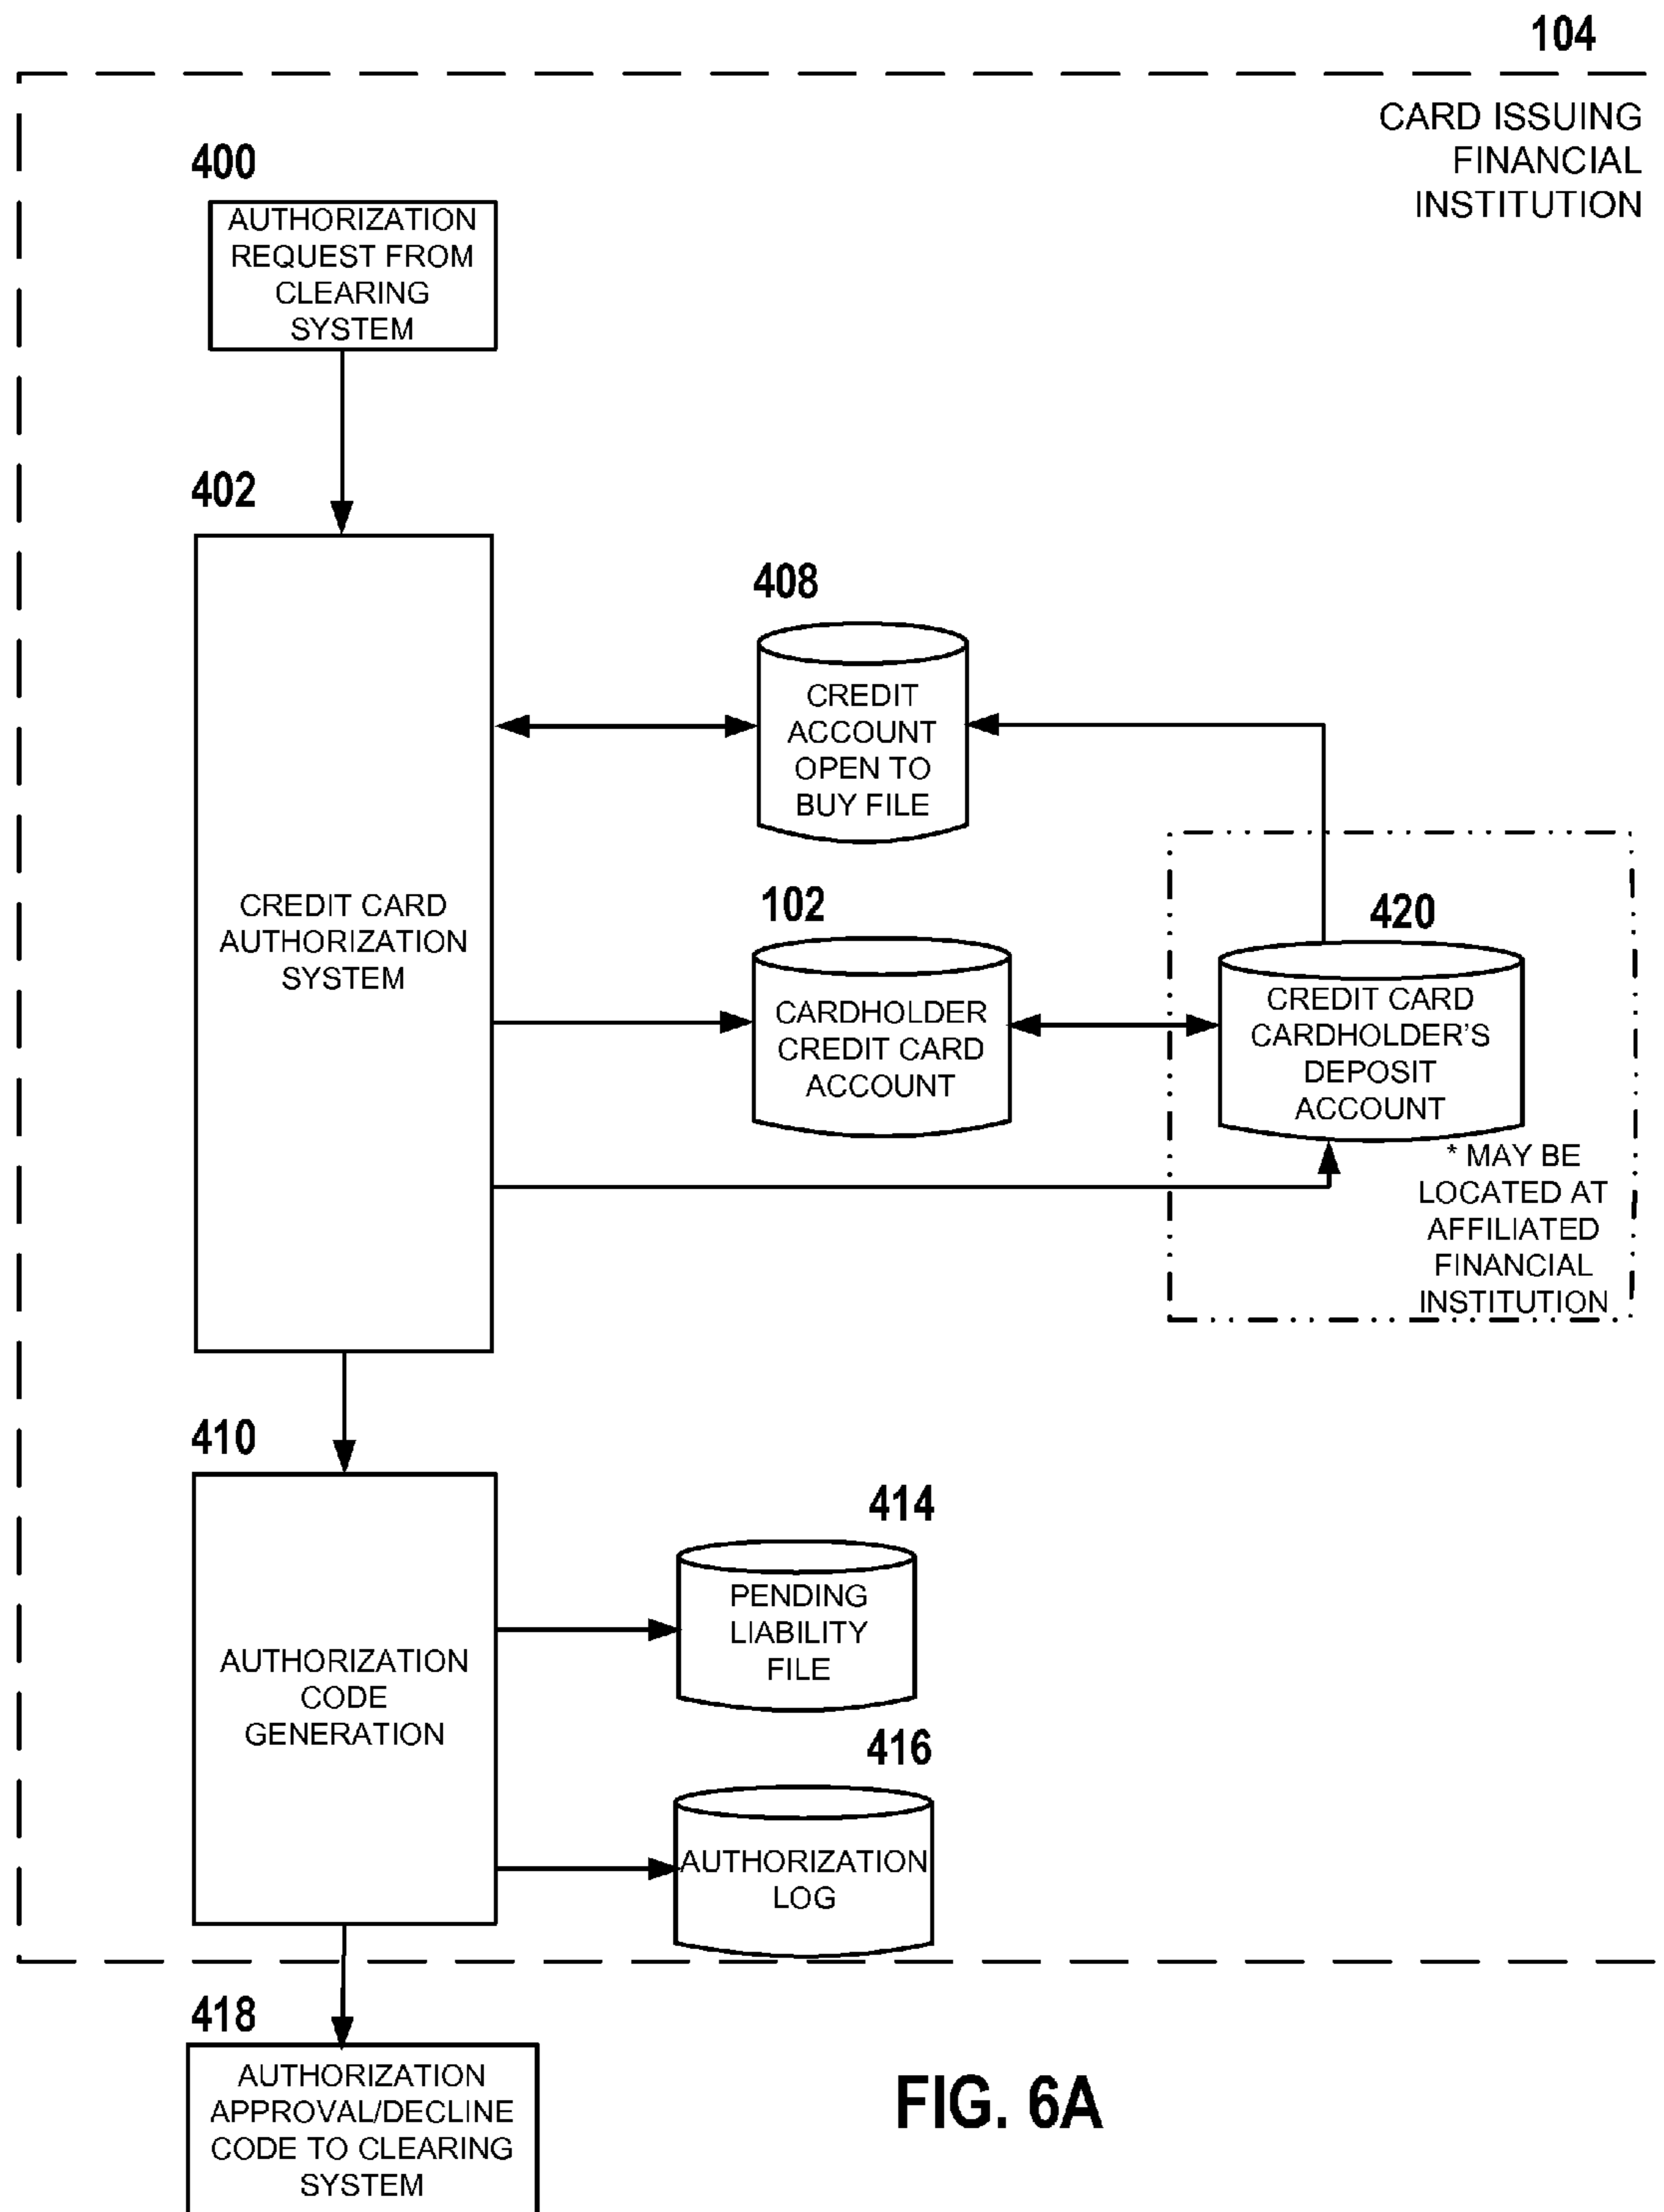 104
CARD ISSUING
FINANCIAL
INSTITUTION
400
AUTHORIZATION
REQUEST FROM
CLEARING
SYSTEM
402
CREDIT CARD
AUTHORIZATION
SYSTEM
408
CREDIT
ACCOUNT
OPEN TO
BUY FILE
102
CARDHOLDER
CREDIT CARD
ACCOUNT
420
CREDIT CARD
CARDHOLDER'S
DEPOSIT
ACCOUNT
* MAY BE
LOCATED AT
AFFILIATED
FINANCIAL
INSTITUTION
410
AUTHORIZATION
CODE
GENERATION
414
PENDING
LIABILITY
FILE
416
AUTHORIZATION
LOG
418
AUTHORIZATION
APPROVAL/DECLINE
CODE TO CLEARING
SYSTEM
FIG. 6A